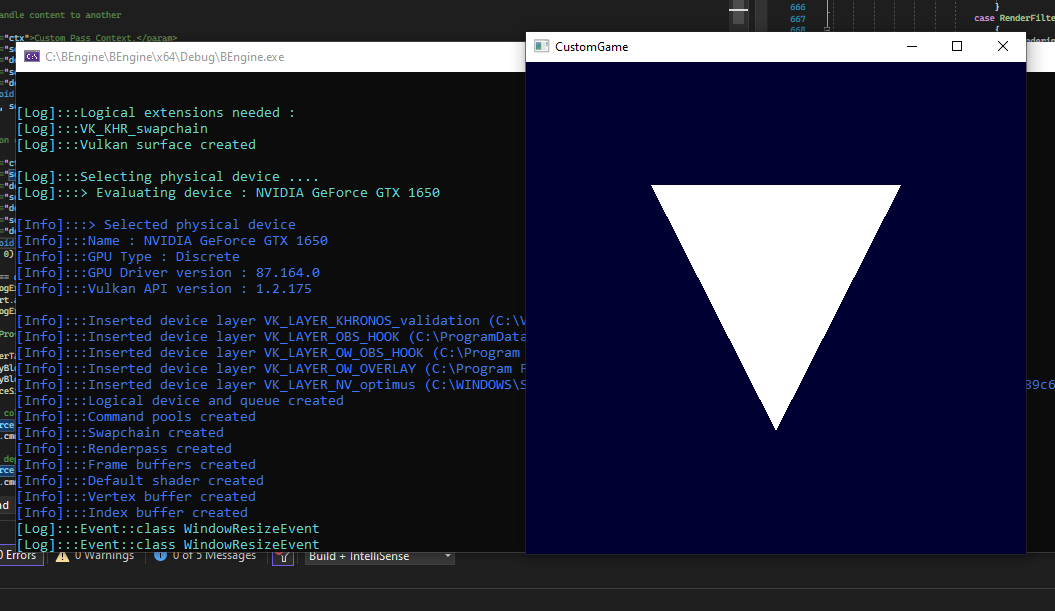 andle content to another
="ctx">Custom Pass Context.</param>
666
}
667
case RenderFilte
668
{
C:\BEngine\BEngine\x64\Debug\BEngine.exe
CustomGame
[Log]:::Logical extensions needed :
[Log]:::VK_KHR_swapchain
[Log]:::Vulkan surface created
[Log]:::Selecting physical device ....
[Log]:::> Evaluating device : NVIDIA GeForce GTX 1650
[Info]:::> Selected physical device
[Info]:::Name : NVIDIA GeForce GTX 1650
[Info]:::GPU Type : Discrete
[Info]:::GPU Driver version : 87.164.0
[Info]:::Vulkan API version : 1.2.175
[Info]:::Inserted device layer VK_LAYER_KHRONOS_validation (C:\V
[Info]:::Inserted device layer VK_LAYER_OBS_HOOK (C:\ProgramData
[Info]:::Inserted device layer VK_LAYER_OW_OBS_HOOK (C:\Program
[Info]:::Inserted device layer VK_LAYER_OW_OVERLAY (C:\Program F
[Info]:::Inserted device layer VK_LAYER_NV_optimus (C:\WINDOWS\S
39c6
[Info]:::Logical device and queue created
[Info]:::Command pools created
[Info]:::Swapchain created
[Info]:::Renderpass created
[Info]:::Frame buffers created
[Info]:::Default shader created
[Info]:::Vertex buffer created
[Info]:::Index buffer created
[Log]:::Event::class WindowResizeEvent
[Log]:::Event::class WindowResizeEvent
0 Errors
0 Warnings
0 of 5 Messages
Build + IntelliSense